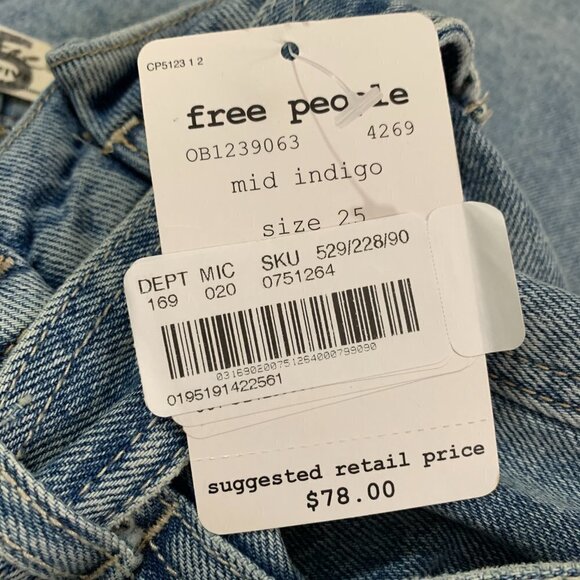 CP5123 1 2
free people
OB1239063 4269
mid indigo
size 25
DEPT MIC SKU 529/228/90
169 020 0751264
031690200751264000799090
0195191422561
suggested retail price
$78.00